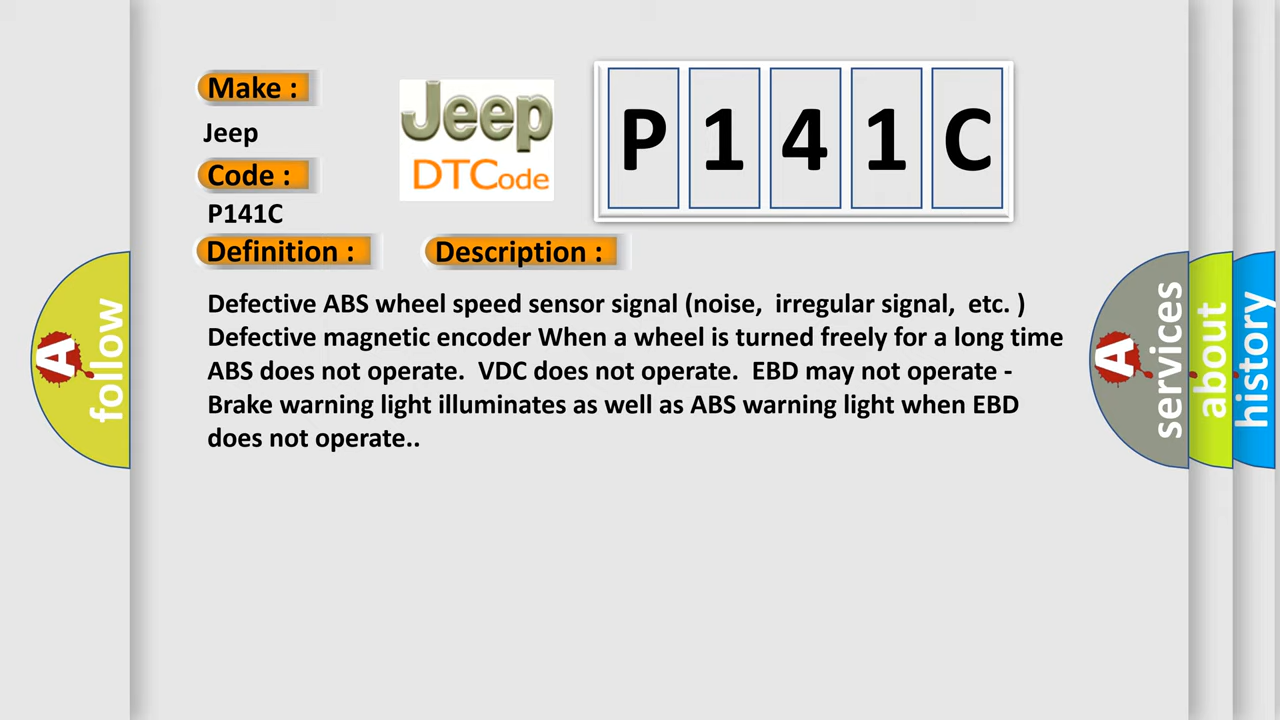 Make :
Jeep
Code :
P141C
Jeep
DTCode
P141C
Definition :
Description :
Defective ABS wheel speed sensor signal (noise,  irregular signal,  etc. )
Defective magnetic encoder When a wheel is turned freely for a long time
ABS does not operate.  VDC does not operate.  EBD may not operate -
Brake warning light illuminates as well as ABS warning light when EBD
does not operate..
A follow
A services
about
history